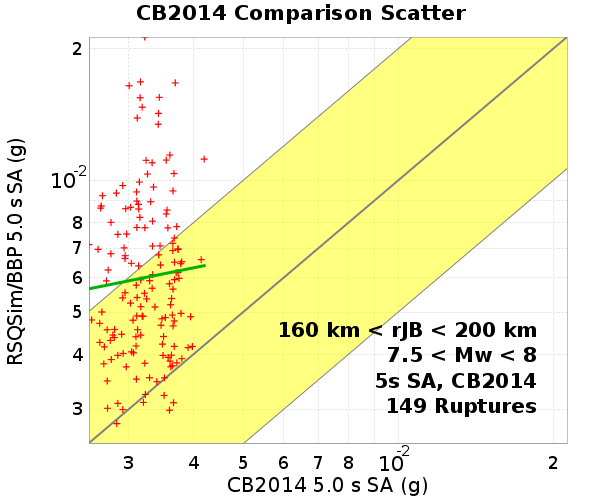 CB2014 Comparison Scatter
RSQSim/BBP 5.0 s SA (g)
2
10-2
8
7
6
5
4
3
160 km < rJB < 200 km
7.5 < Mw < 8
5s SA, CB2014
149 Ruptures
3 4 5 6 7 8 10-2 2
CB2014 5.0 s SA (g)